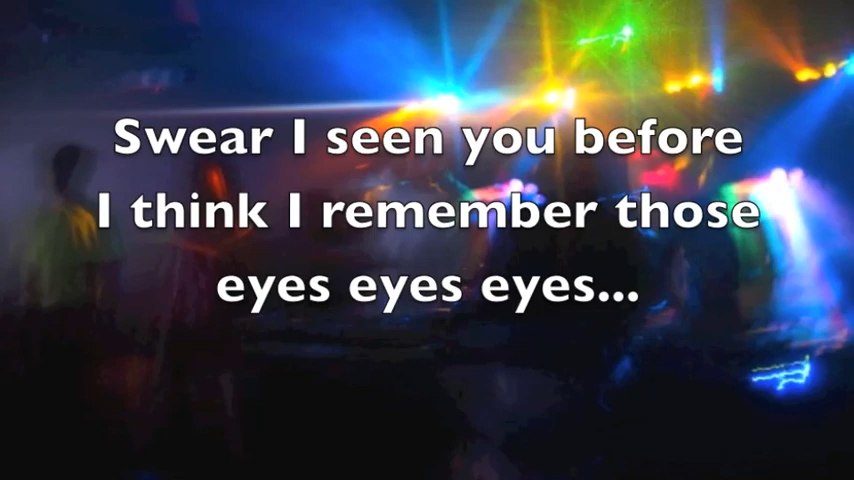 Swear I seen you before
I think I remember those
eyes eyes eyes...